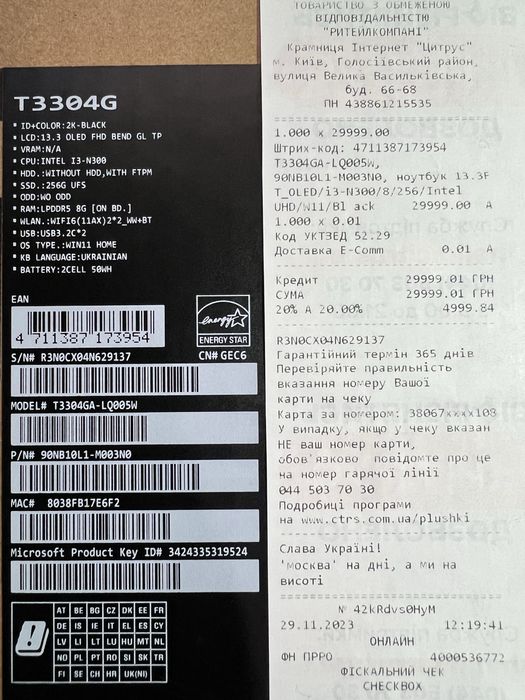 T3304G
ID+COLOR:2K-BLACK
LCD:13.3 OLED FHD BEND GL TP
VRAM:N/A
CPU:INTEL I3-N300
HDD.:WITHOUT HDD,WITH FTPM
SSD.:256G UFS
ODD:WO ODD
RAM:LPDDR5 8G [ON BD.]
WLAN.:WIFI6(11AX)2*2_WW+BT
USB:USB3.2C*2
OS TYPE.:WIN11 HOME
KB LANGUAGE:UKRAINIAN
BATTERY:2CELL 50WH
EAN
4 711387 173954
energy
ENERGY STAR
S/N# R3N0CX04N629137
CN# GEC6
MODEL# T3304GA-LQ005W
P/N# 90NB10L1-M003N0
MAC# 8038FB17E6F2
Microsoft Product Key ID# 3424335319524
AT BE BG CZ DK EE FR
DE IS IE IT EL ES CY
LV LI LT LU HU MT NL
NO PL PT RO SI SK TR
FI SE CH HR UK(NI)
ТОВАРИСТВО З ОБМЕЖЕНОЮ
ВІДПОВІДАЛЬНІСТЮ
"РИТЕЙЛКОМПАНІ"
Крамниця Інтернет "Цитрус"
м. Київ, Голосіївський район,
вулиця Велика Васильківська,
буд. 66-68
ПН 438861215535
1.000 x 29999.00
Штрих-код: 4711387173954
T3304GA-LQ005W,
90NB10L1-M003N0, ноутбук 13.3F
T_OLED/i3-N300/8/256/Intel
UHD/W11/Bl ack 29999.00 А
1.000 x 0.01
Код УКТЗЕД 52.29
Доставка E-Comm 0.01 А
Кредит 29999.01 ГРН
СУМА 29999.01 ГРН
20% А 20.00% 4999.84
R3N0CX04N629137
Гарантійний термін 365 днів
Перевіряйте правильність
вказання номеру Вашої
карти на чеку
Карта за номером: 38067xxxx108
У випадку, якщо у чеку вказан
НЕ ваш номер карти,
обов'язково повідомте про це
на номер гарячої лінії
044 503 70 30
Подробиці програми
на www.ctrs.com.ua/plushki
Слава Україні!
'москва' на дні, а ми на
висоті
№ 42kRdvs0HyM
29.11.2023 12:19:41
ОНЛАЙН
ФН ПРРО 4000536772
ФІСКАЛЬНИЙ ЧЕК
CHECKBOX